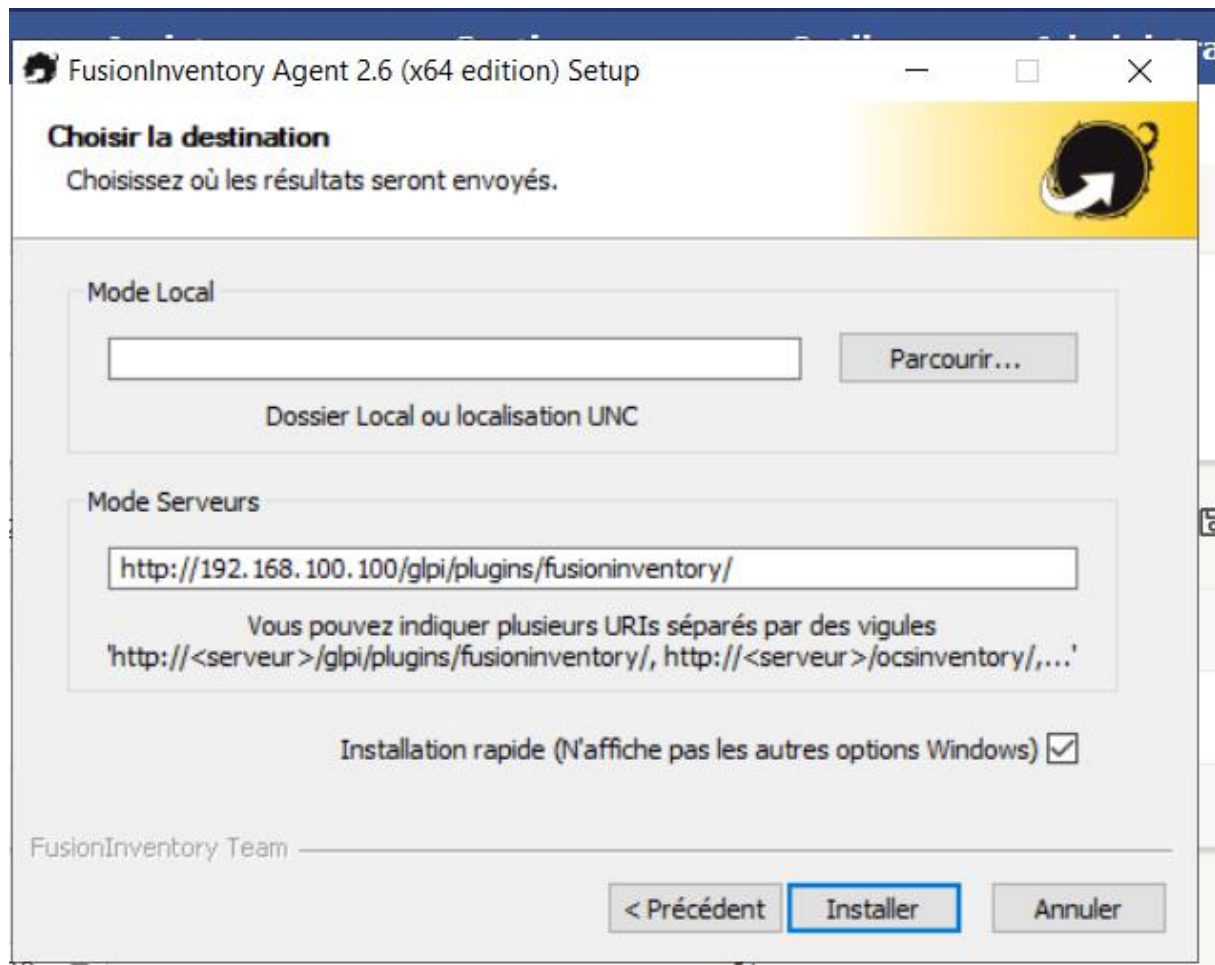 FusionInventory Agent 2.6 (x64 edition) Setup
Choisir la destination
Choisissez où les résultats seront envoyés.
Mode Local
Parcourir...
Dossier Local ou localisation UNC
Mode Serveurs
http://192.168.100.100/glpi/plugins/fusioninventory/
Vous pouvez indiquer plusieurs URIs séparés par des vigules
'http://<serveur>/glpi/plugins/fusioninventory/, http://<serveur>/ocsinventory/,...'
Installation rapide (N'affiche pas les autres options Windows)
FusionInventory Team
< Précédent Installer Annuler